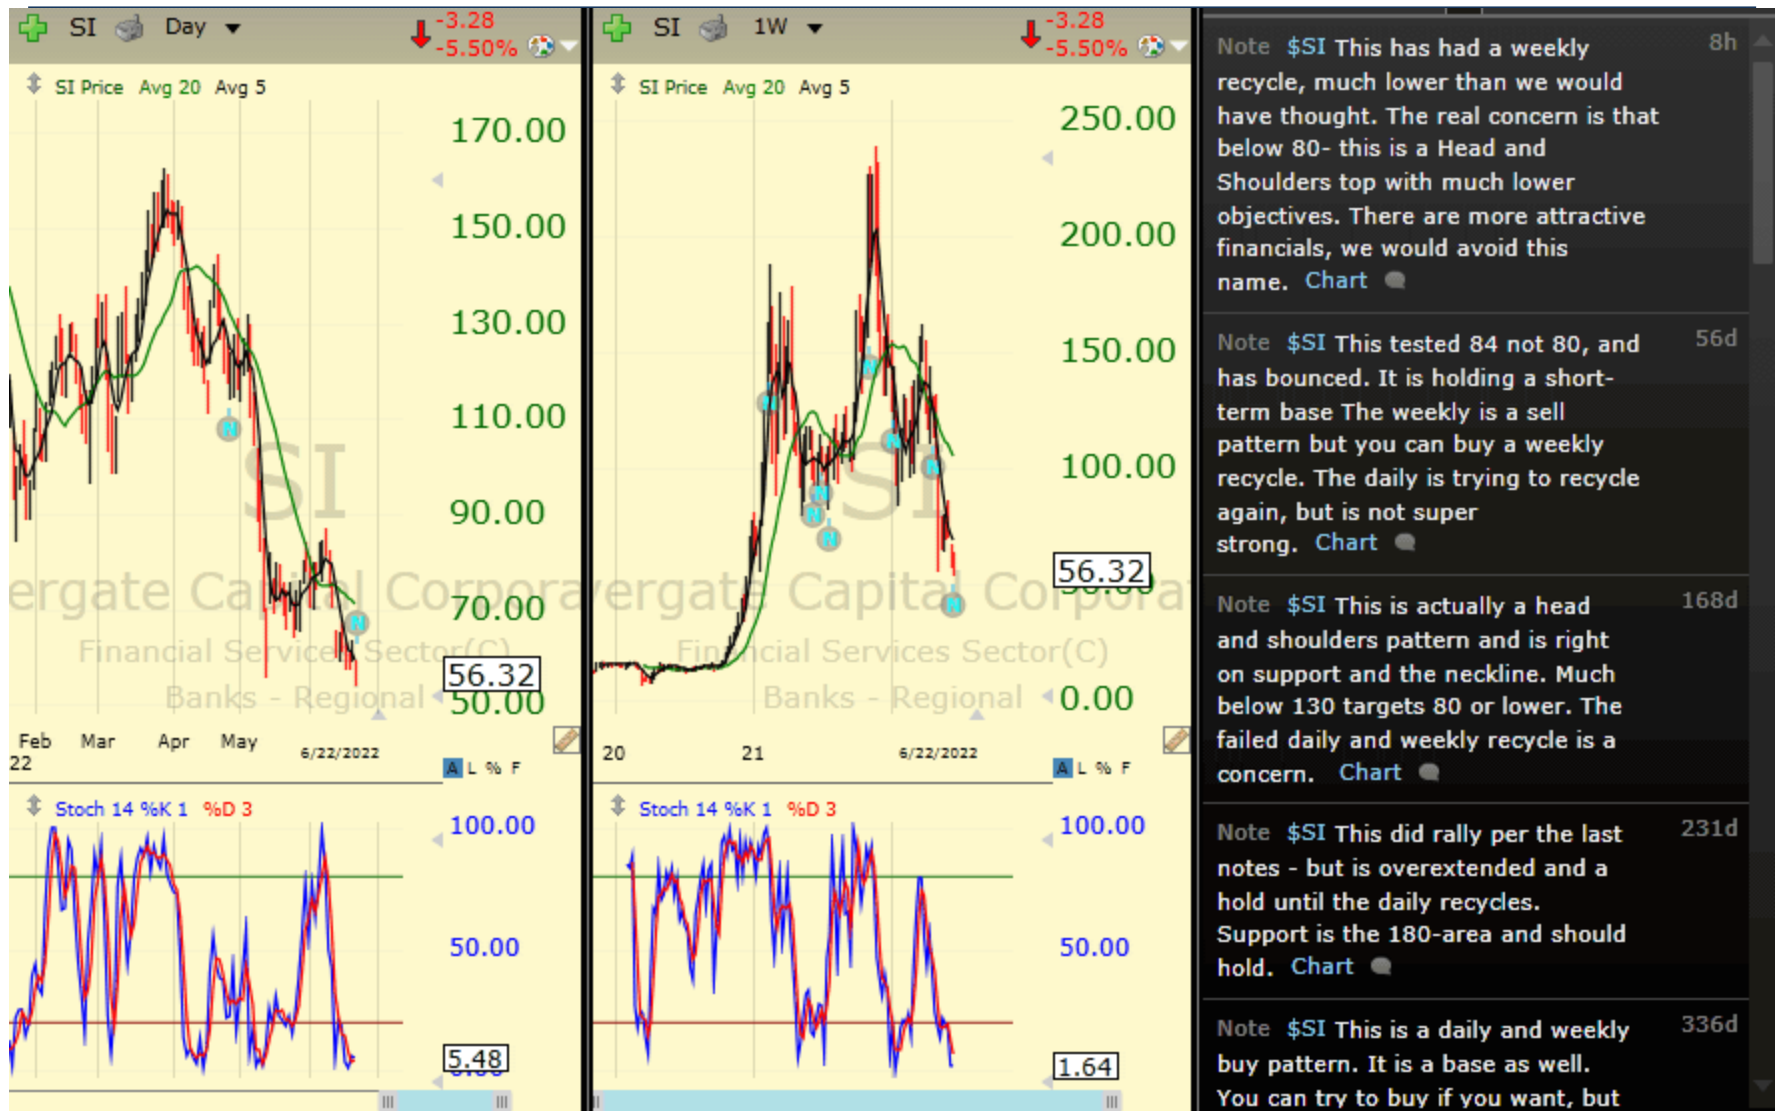 SI Day
-3.28
-5.50%
SI Price Avg 20 Avg 5
170.00
150.00
130.00
110.00
90.00
70.00
50.00
56.32
SI
ergate Capital Corpora
Financial Services Sector(C)
Banks - Regional
Feb Mar Apr May 6/22/2022
22
A L % F
Stoch 14 %K 1 %D 3
100.00
50.00
5.48
SI 1W
-3.28
-5.50%
SI Price Avg 20 Avg 5
250.00
200.00
150.00
100.00
56.32
0.00
SI
vergate Capital Corpora
Financial Services Sector(C)
Banks - Regional
20 21 6/22/2022
A L % F
Stoch 14 %K 1 %D 3
100.00
50.00
1.64
Note $SI This has had a weekly 8h
recycle, much lower than we would
have thought. The real concern is that
below 80- this is a Head and
Shoulders top with much lower
objectives. There are more attractive
financials, we would avoid this
name. Chart
Note $SI This tested 84 not 80, and 56d
has bounced. It is holding a short-
term base The weekly is a sell
pattern but you can buy a weekly
recycle. The daily is trying to recycle
again, but is not super
strong. Chart
Note $SI This is actually a head 168d
and shoulders pattern and is right
on support and the neckline. Much
below 130 targets 80 or lower. The
failed daily and weekly recycle is a
concern. Chart
Note $SI This did rally per the last 231d
notes - but is overextended and a
hold until the daily recycles.
Support is the 180-area and should
hold. Chart
Note $SI This is a daily and weekly 336d
buy pattern. It is a base as well.
You can try to buy if you want, but